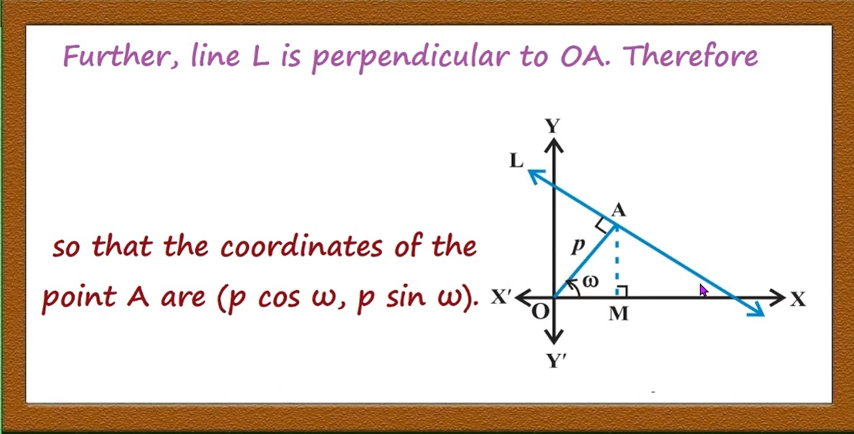 Further, line L is perpendicular to OA. Therefore
Y
L
A
so that the coordinates of the
p
point A are (p cos ω, p sin ω).
ω
X′
X
O
M
Y′